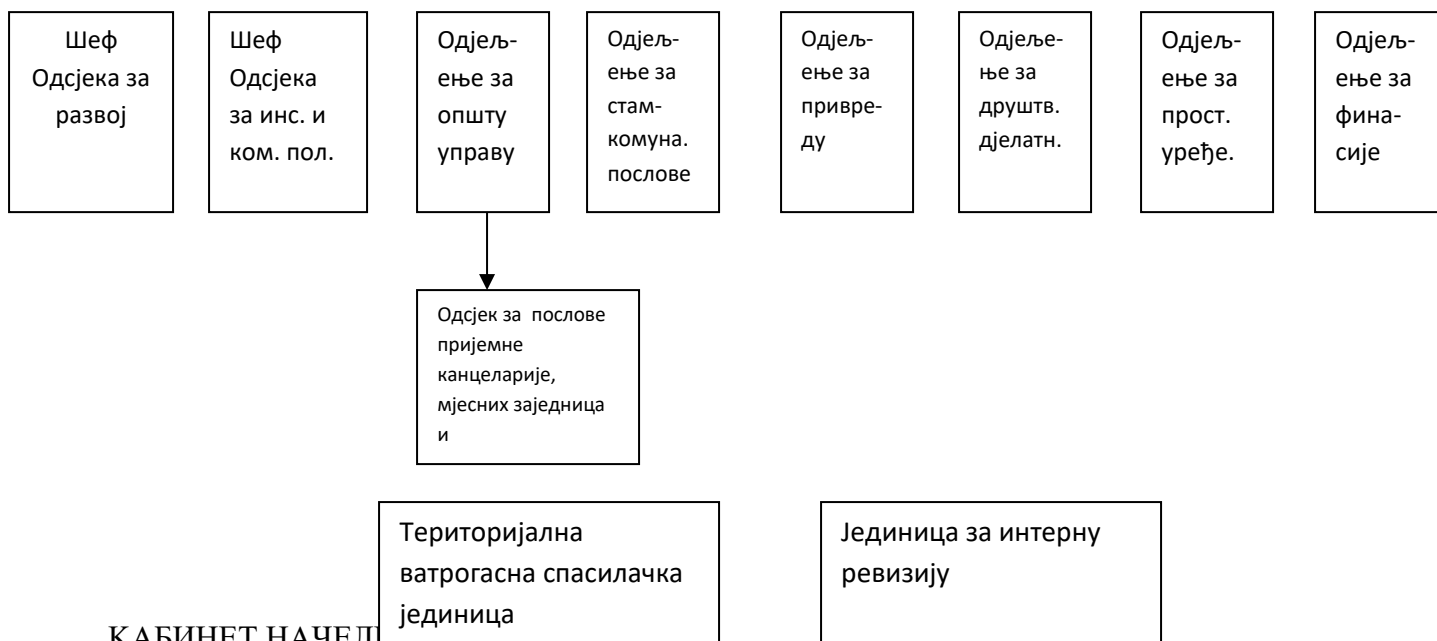 Шеф
Одсјека за
развој
Шеф
Одсјека
за инс. и
ком. пол.
Одјељ-
ење за
општу
управу
Одјељ-
ење за
стам-
комуна.
послове
Одјељ-
ење за
привре-
ду
Одјеље-
ње за
друштв.
дјелатн.
Одјељ-
ење за
прост.
уређе.
Одјељ-
ење за
фина-
сије
Одсјек за послове
пријемне
канцеларије,
мјесних заједница
и
Територијална
ватрогасна спасилачка
јединица
Јединица за интерну
ревизију
КАБИНЕТ